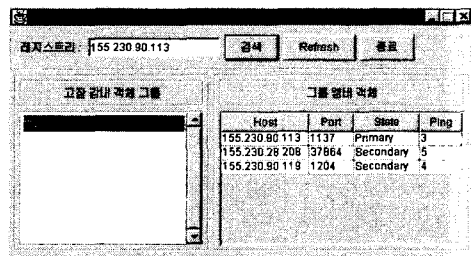 레지스트리 : 155 230 90.113 검색 Refresh 종료
고장 감내 객체 그룹
그룹 멤버 객체
Host Port State Ping
155.230.90 113 1137 Primary 3
155.230.28 208 37864 Secondary 5
155.230.90 119 1204 Secondary 4